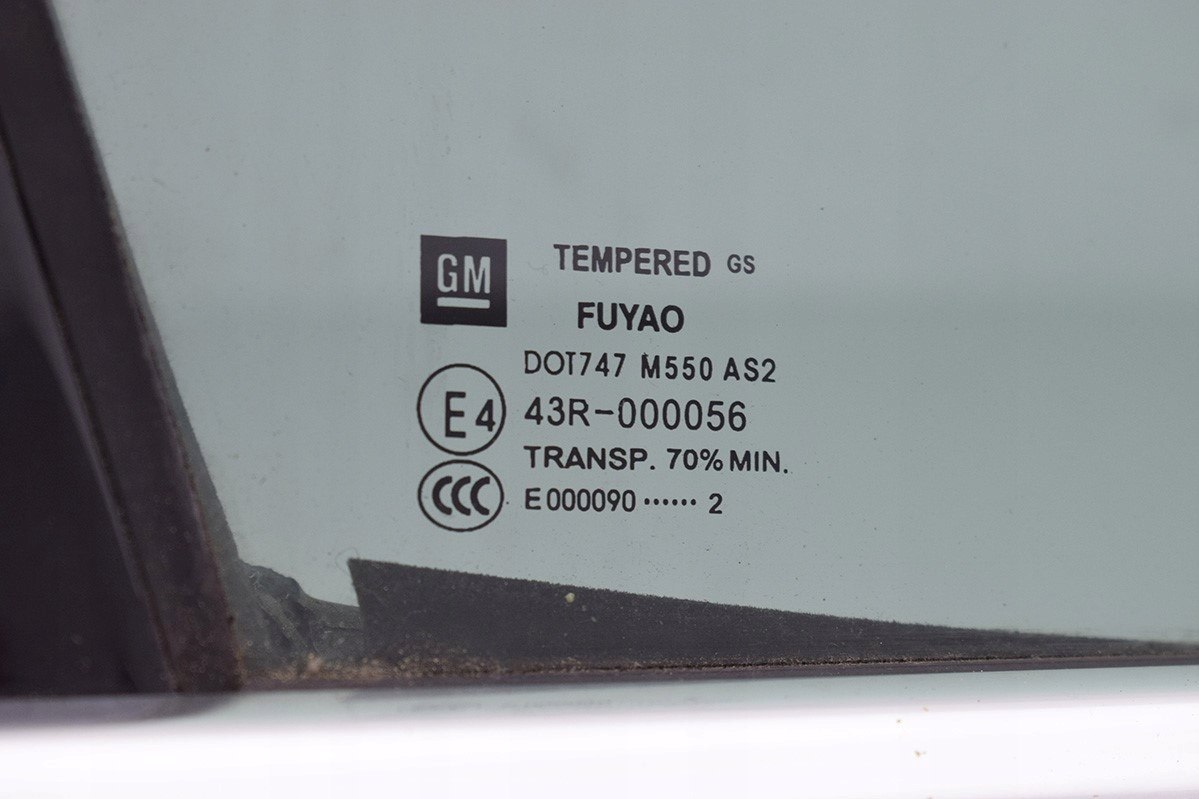 GM
TEMPERED GS
FUYAO
DOT747 M550 AS2
E4
43R-000056
TRANSP. 70% MIN.
CCC
E000090 ······ 2